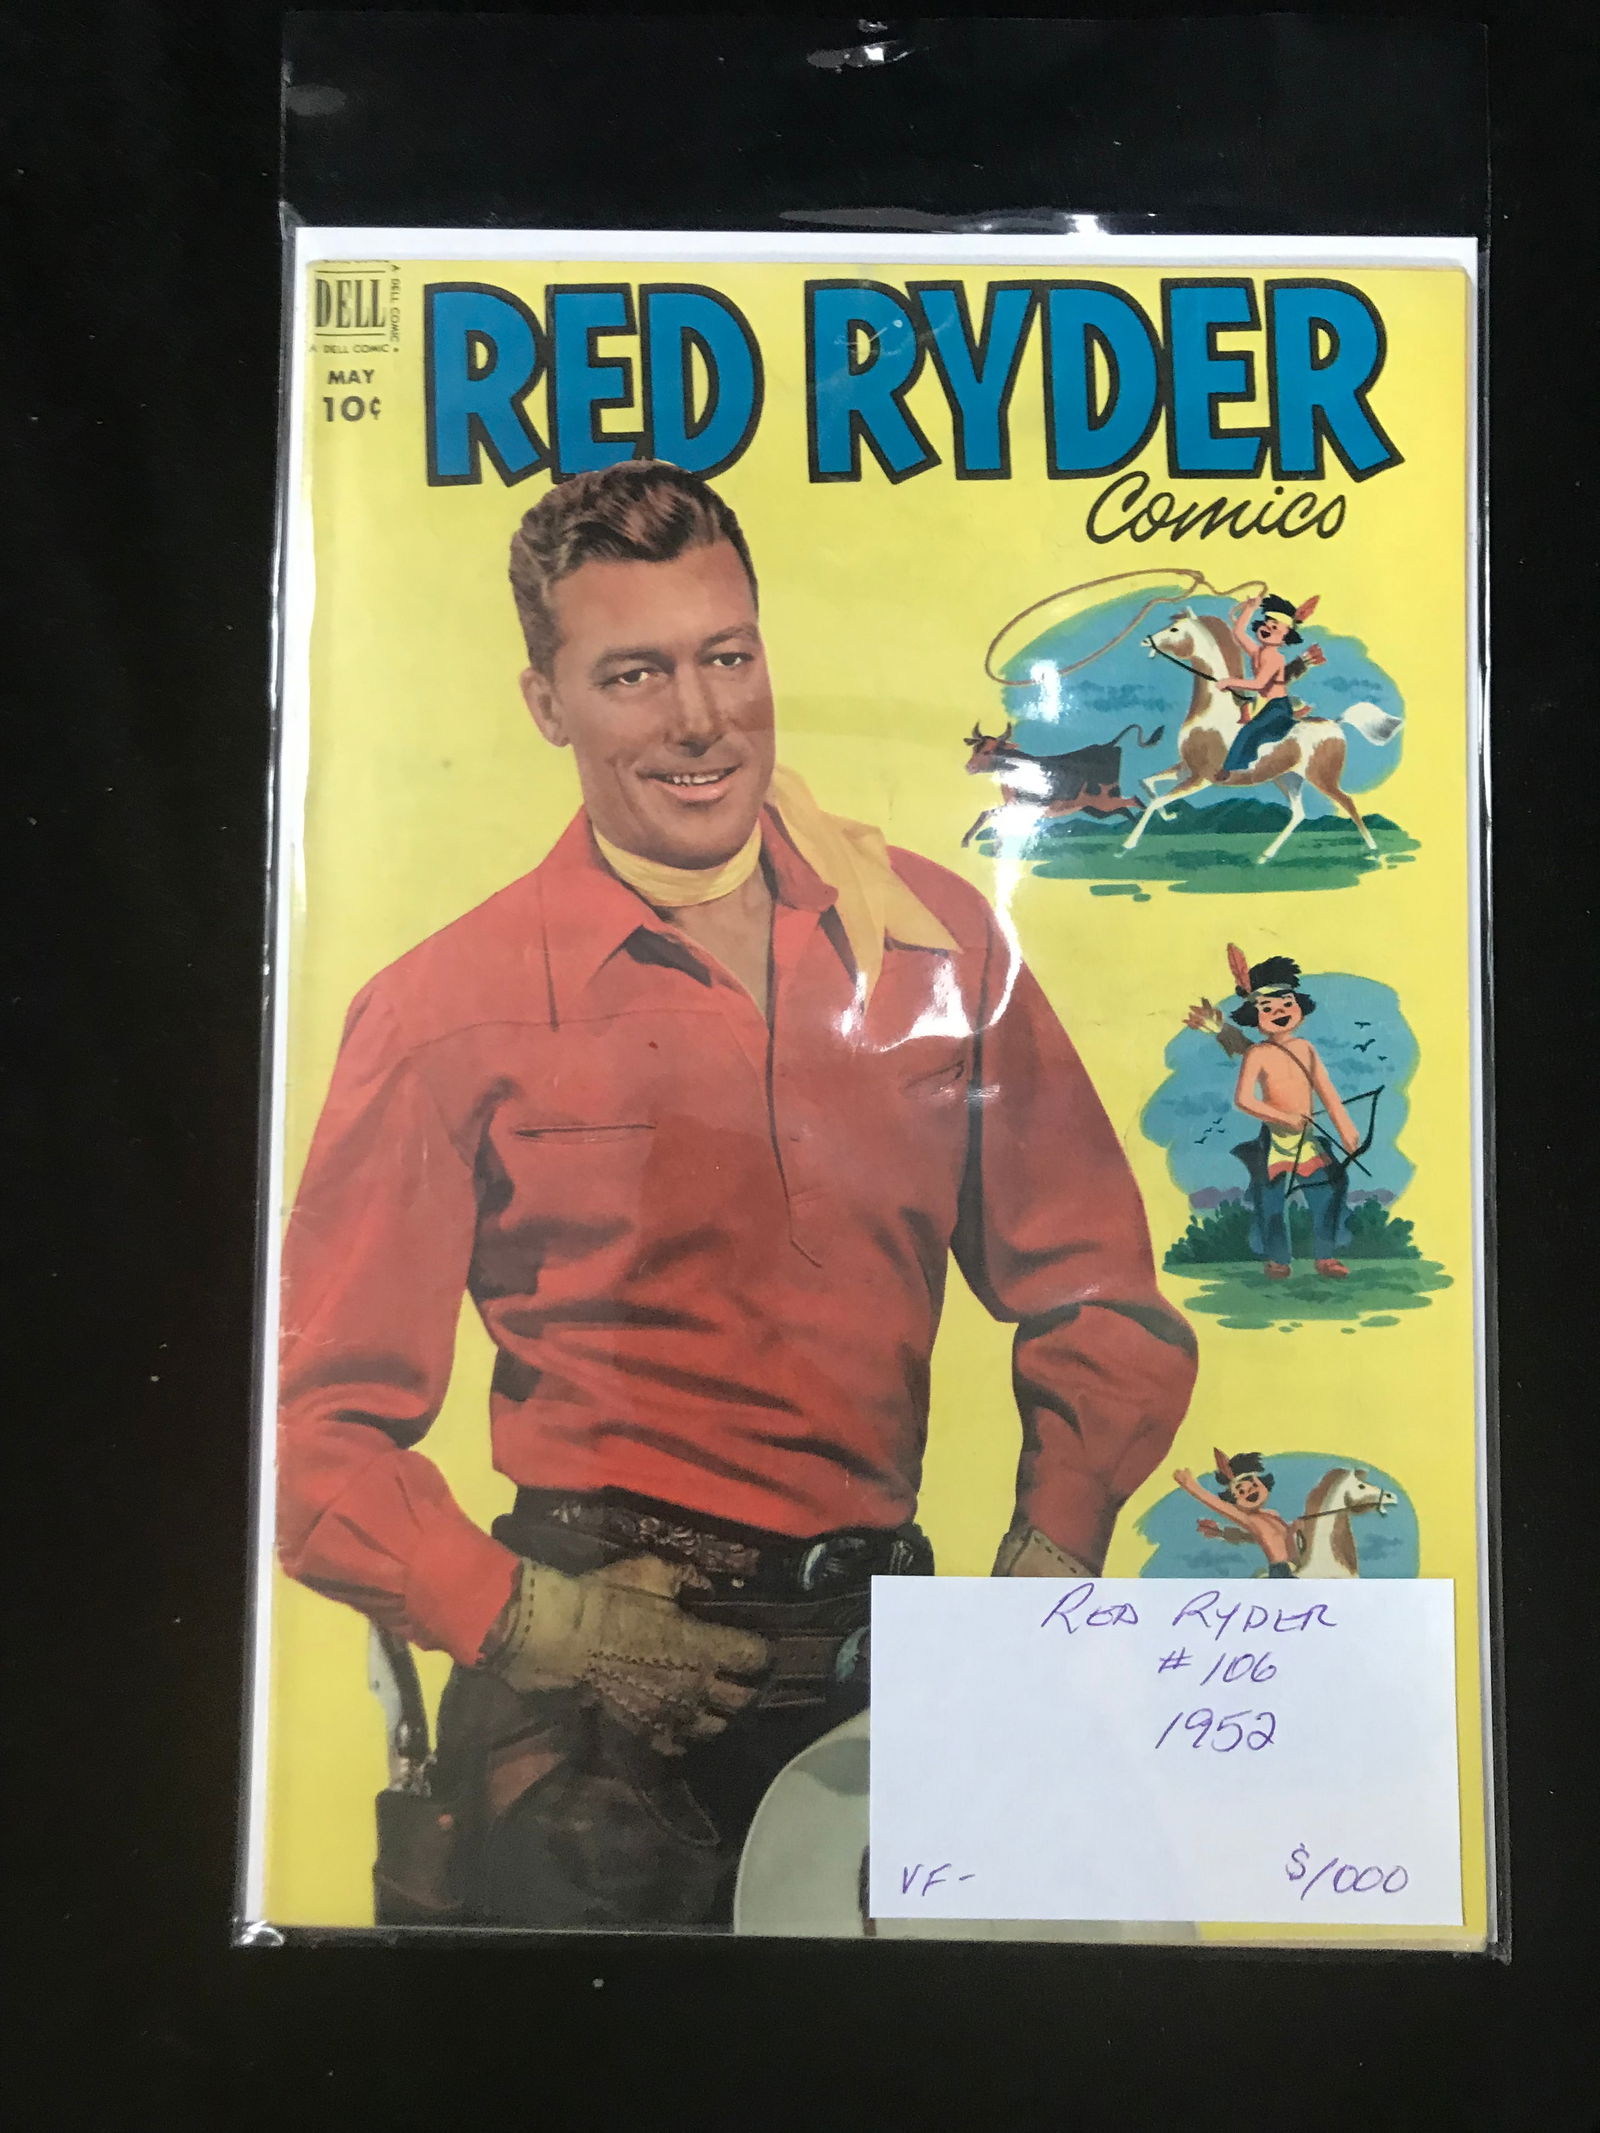 DELL
A DELL COMIC
A DELL COMIC
MAY
10¢
RED RYDER
Comics
RED RYDER
# 106
1952
VF-
$1000